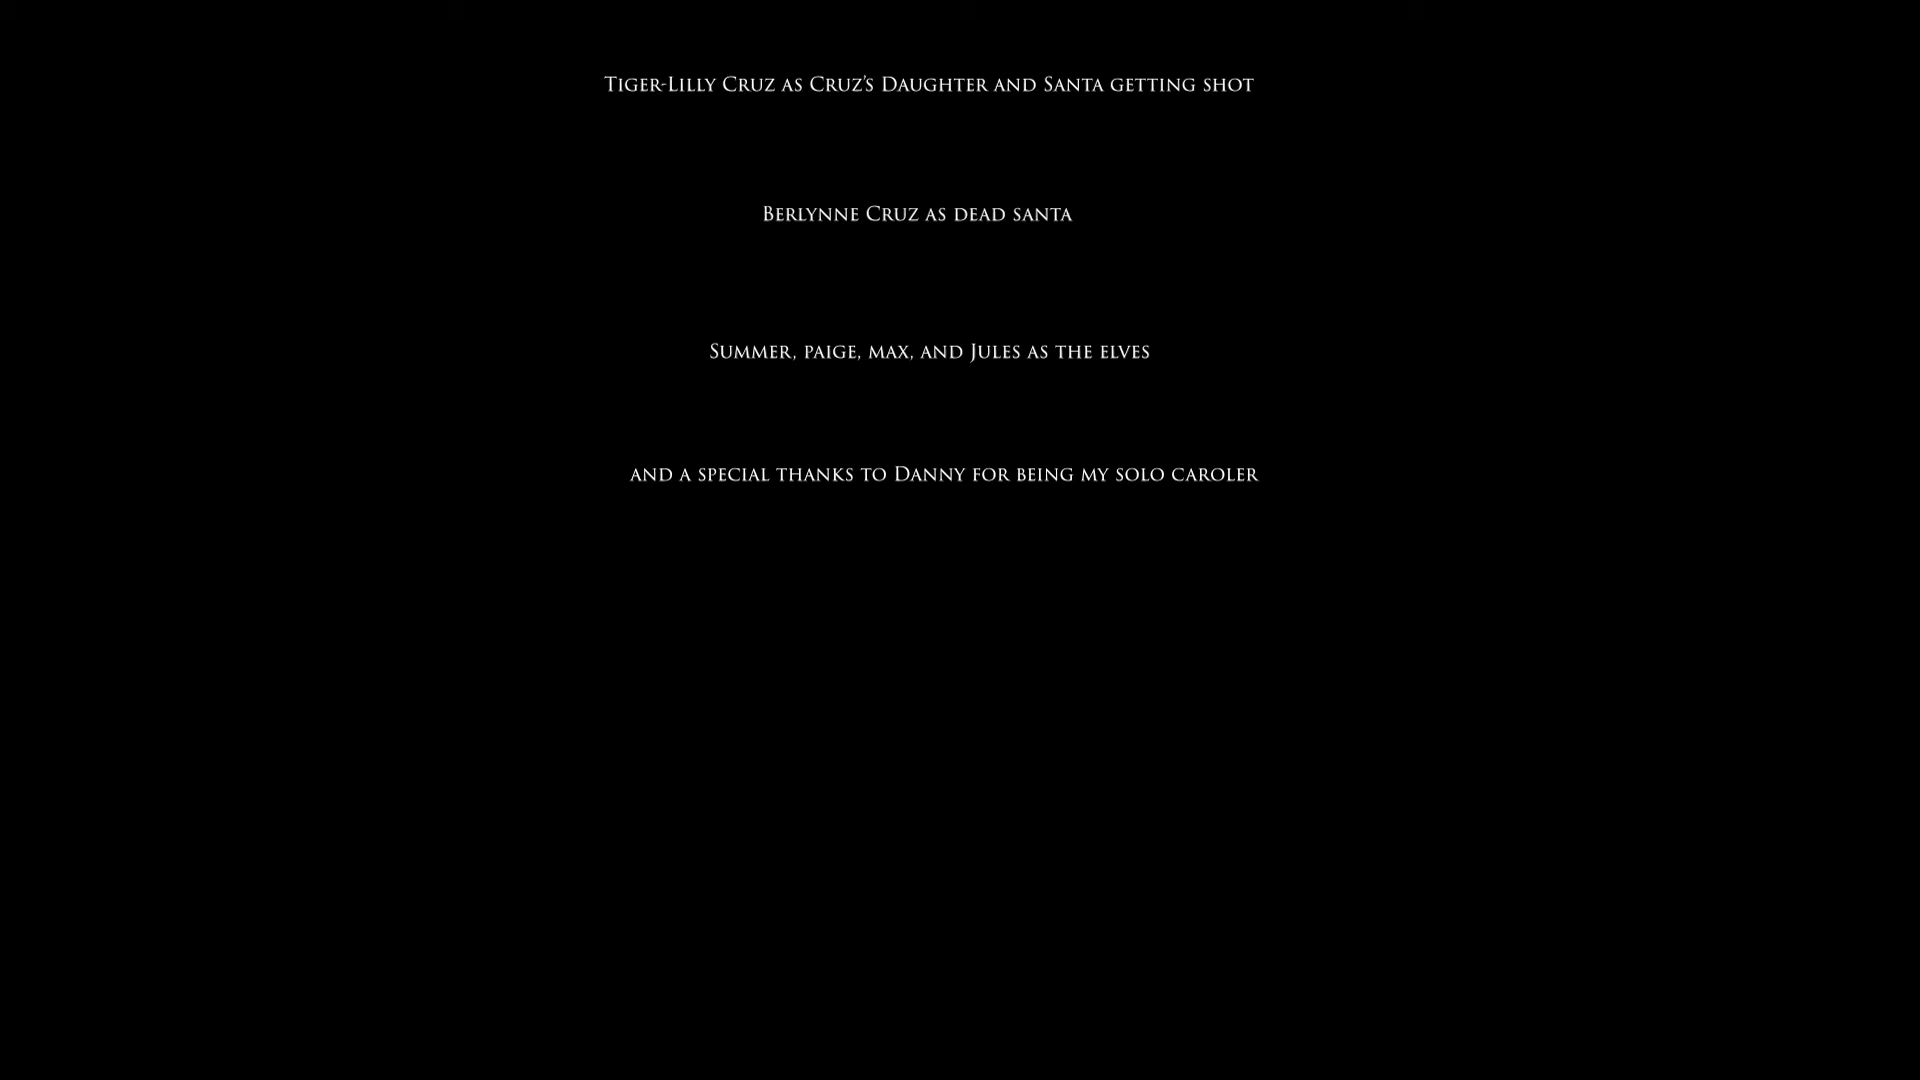 Tiger-Lilly Cruz as Cruz’s Daughter and Santa getting shot
Berlynne Cruz as dead santa
Summer, paige, max, and Jules as the elves
and a special thanks to Danny for being my solo caroler